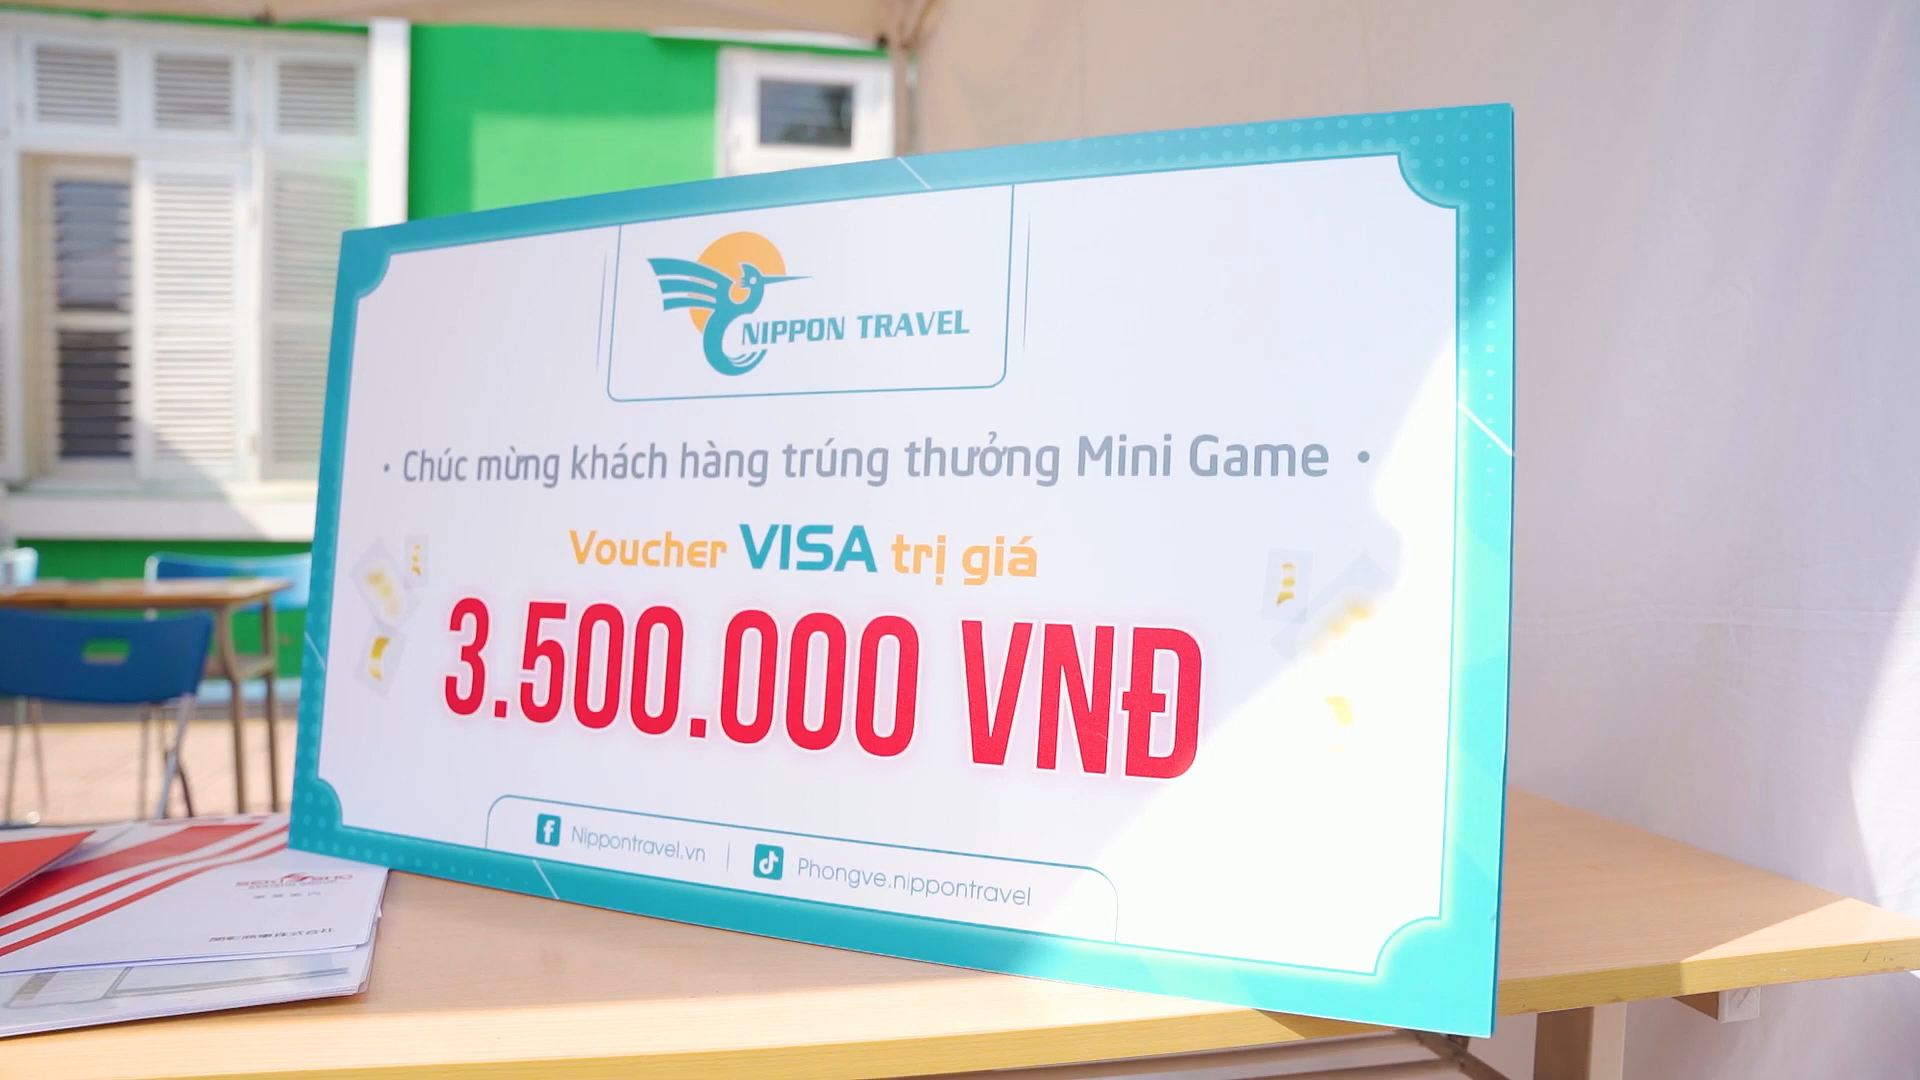 NIPPON TRAVEL
• Chúc mừng khách hàng trúng thưởng Mini Game •
Voucher VISA trị giá
3.500.000 VNĐ
Nippontravel.vn | Phongve.nippontravel